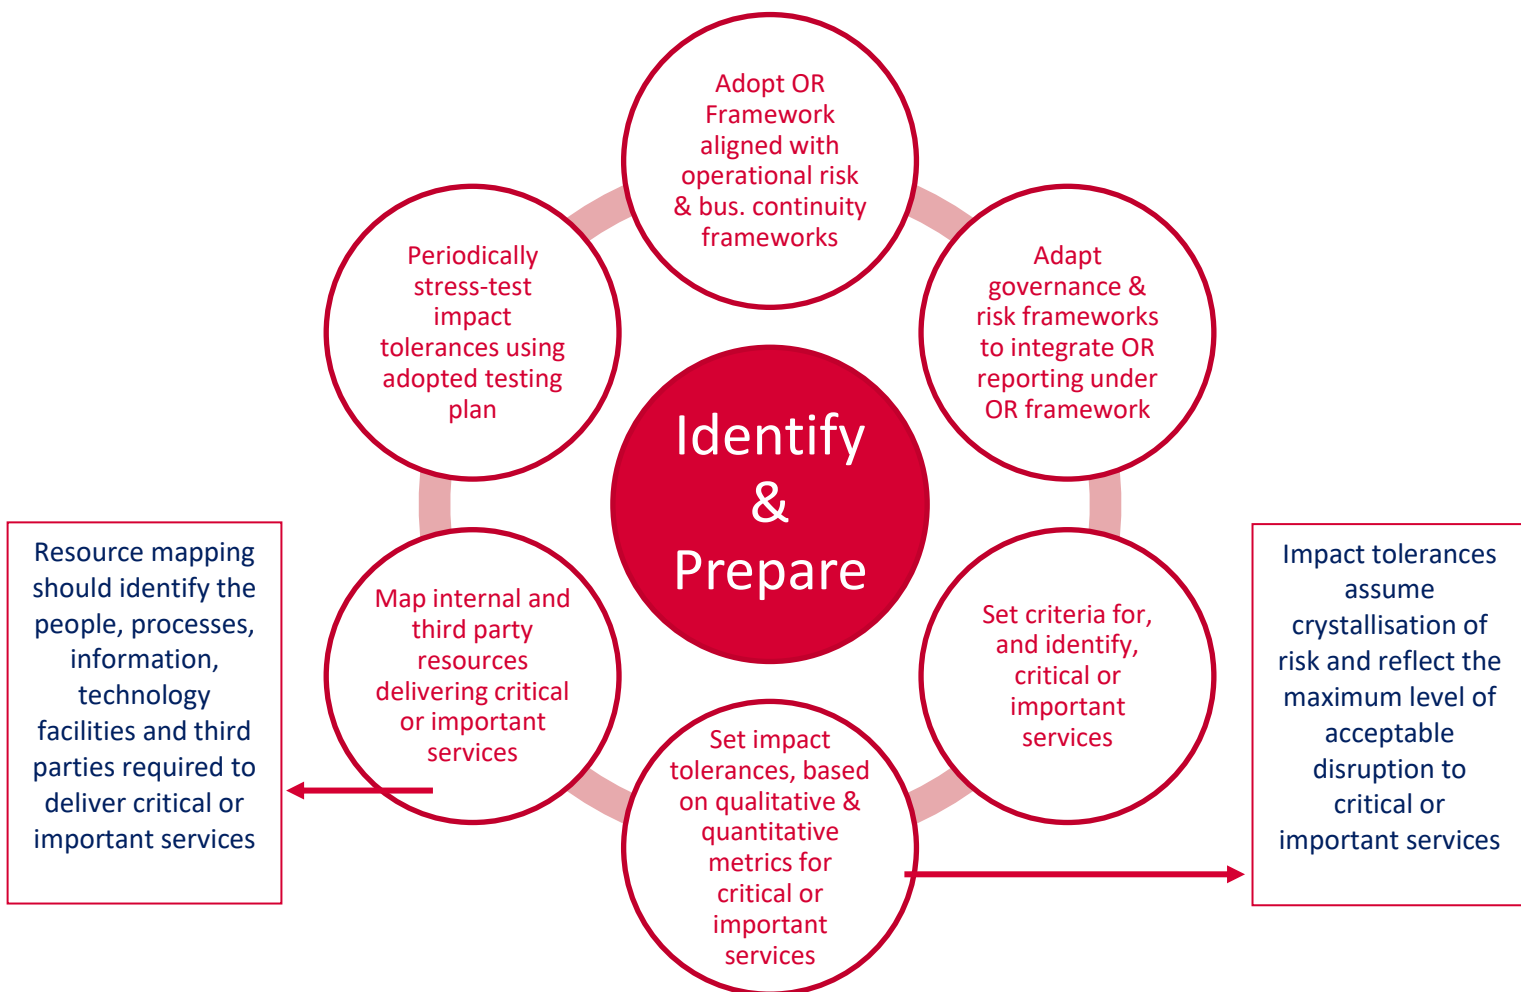 Adopt OR
Framework
aligned with
operational risk
& bus. continuity
frameworks
Adapt
governance &
risk frameworks
to integrate OR
reporting under
OR framework
Set criteria for,
and identify,
critical or
important
services
Set impact
tolerances, based
on qualitative &
quantitative
metrics for
critical or
important
services
Map internal and
third party
resources
delivering critical
or important
services
Periodically
stress-test
impact
tolerances using
adopted testing
plan
Identify
&
Prepare
Resource mapping
should identify the
people, processes,
information,
technology
facilities and third
parties required to
deliver critical or
important services
Impact tolerances
assume
crystallisation of
risk and reflect the
maximum level of
acceptable
disruption to
critical or
important services